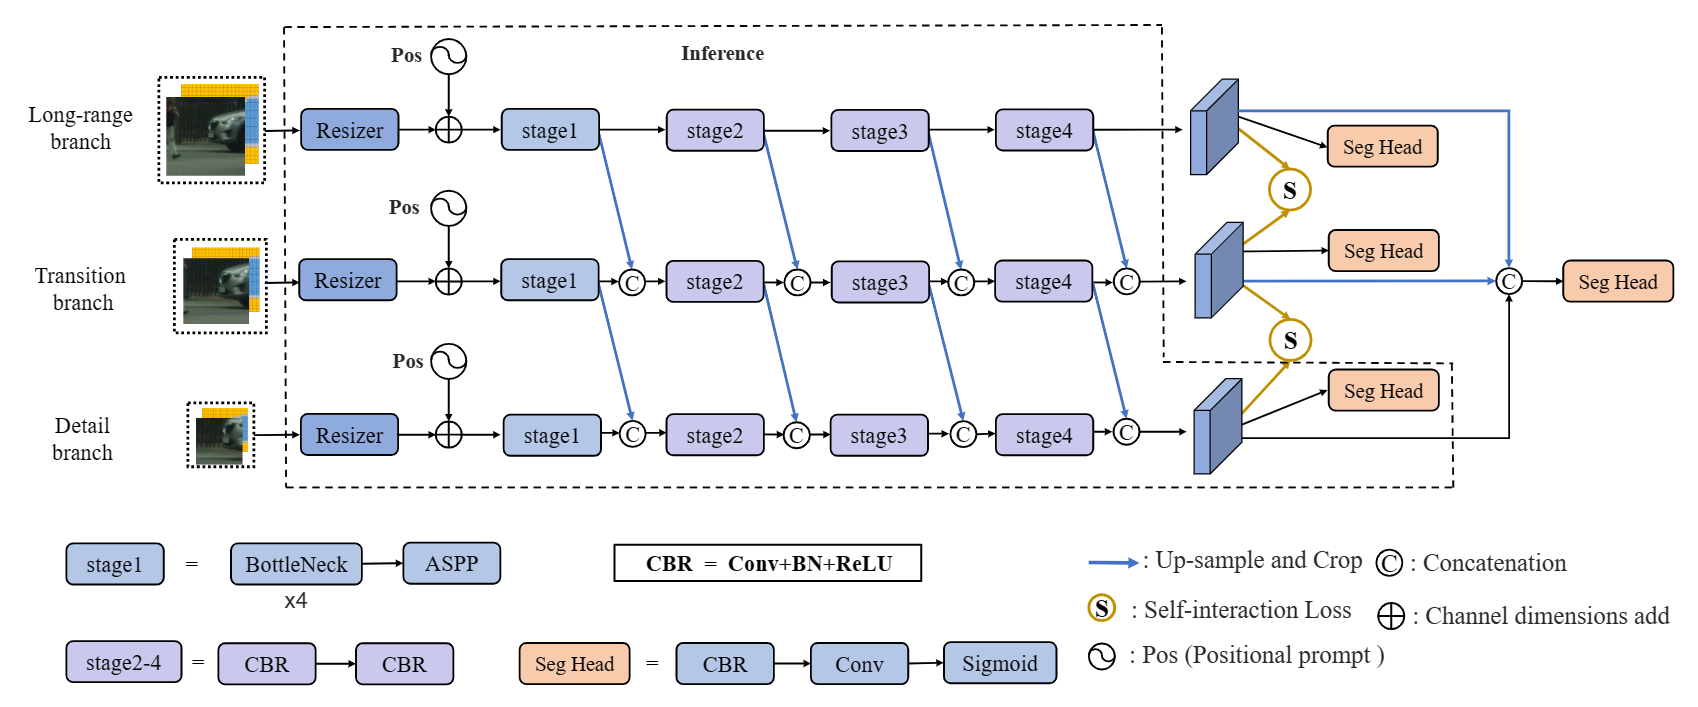 Inference
Pos
Long-range
branch
Resizer
stage1
stage2
stage3
stage4
Seg Head
S
Pos
Transition
branch
Resizer
stage1
C
stage2
C
stage3
C
stage4
C
Seg Head
C
Seg Head
S
Pos
Detail
branch
Resizer
stage1
C
stage2
C
stage3
C
stage4
C
Seg Head
stage1 = BottleNeck ASPP
x4
CBR = Conv+BN+ReLU
stage2-4 = CBR CBR
Seg Head = CBR Conv Sigmoid
: Up-sample and Crop
C : Concatenation
S : Self-interaction Loss
: Channel dimensions add
: Pos (Positional prompt )